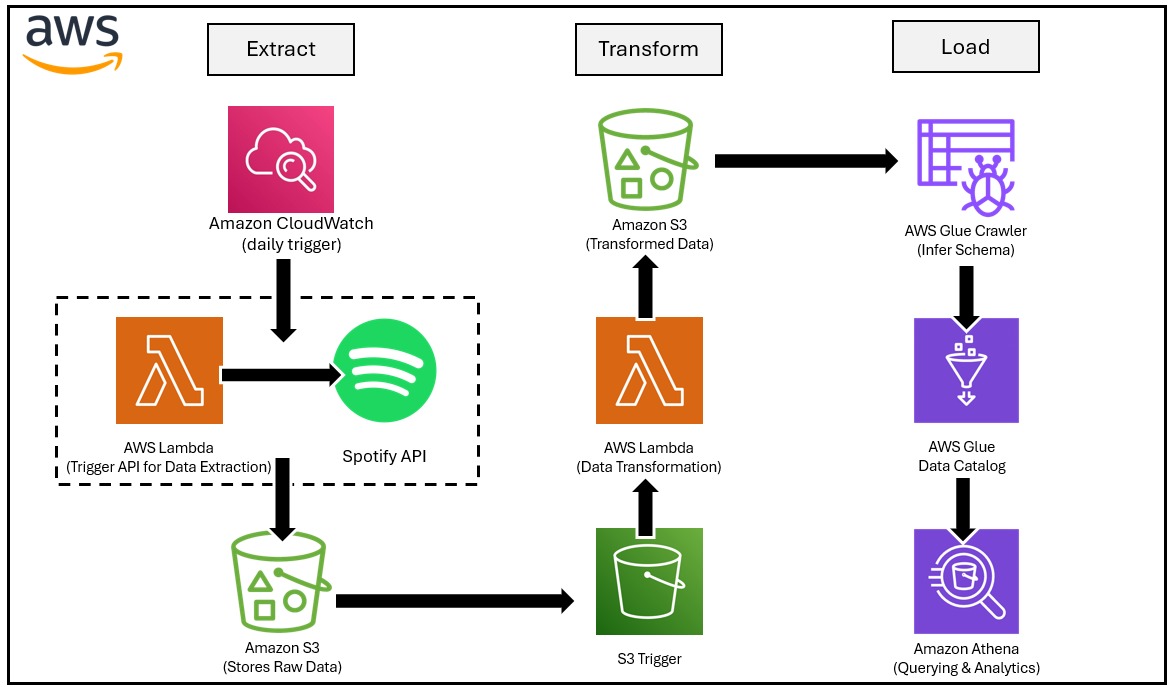 aws
Extract
Transform
Load
Amazon CloudWatch
(daily trigger)
AWS Lambda
(Trigger API for Data Extraction)
Spotify API
Amazon S3
(Stores Raw Data)
Amazon S3
(Transformed Data)
AWS Lambda
(Data Transformation)
S3 Trigger
AWS Glue Crawler
(Infer Schema)
AWS Glue
Data Catalog
Amazon Athena
(Querying & Analytics)